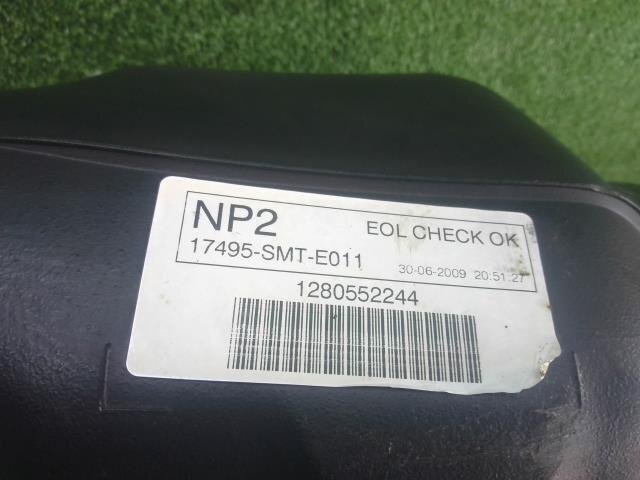 NP2 EOL CHECK OK
17495-SMT-E011 30-06-2009 20:51:27
1280552244